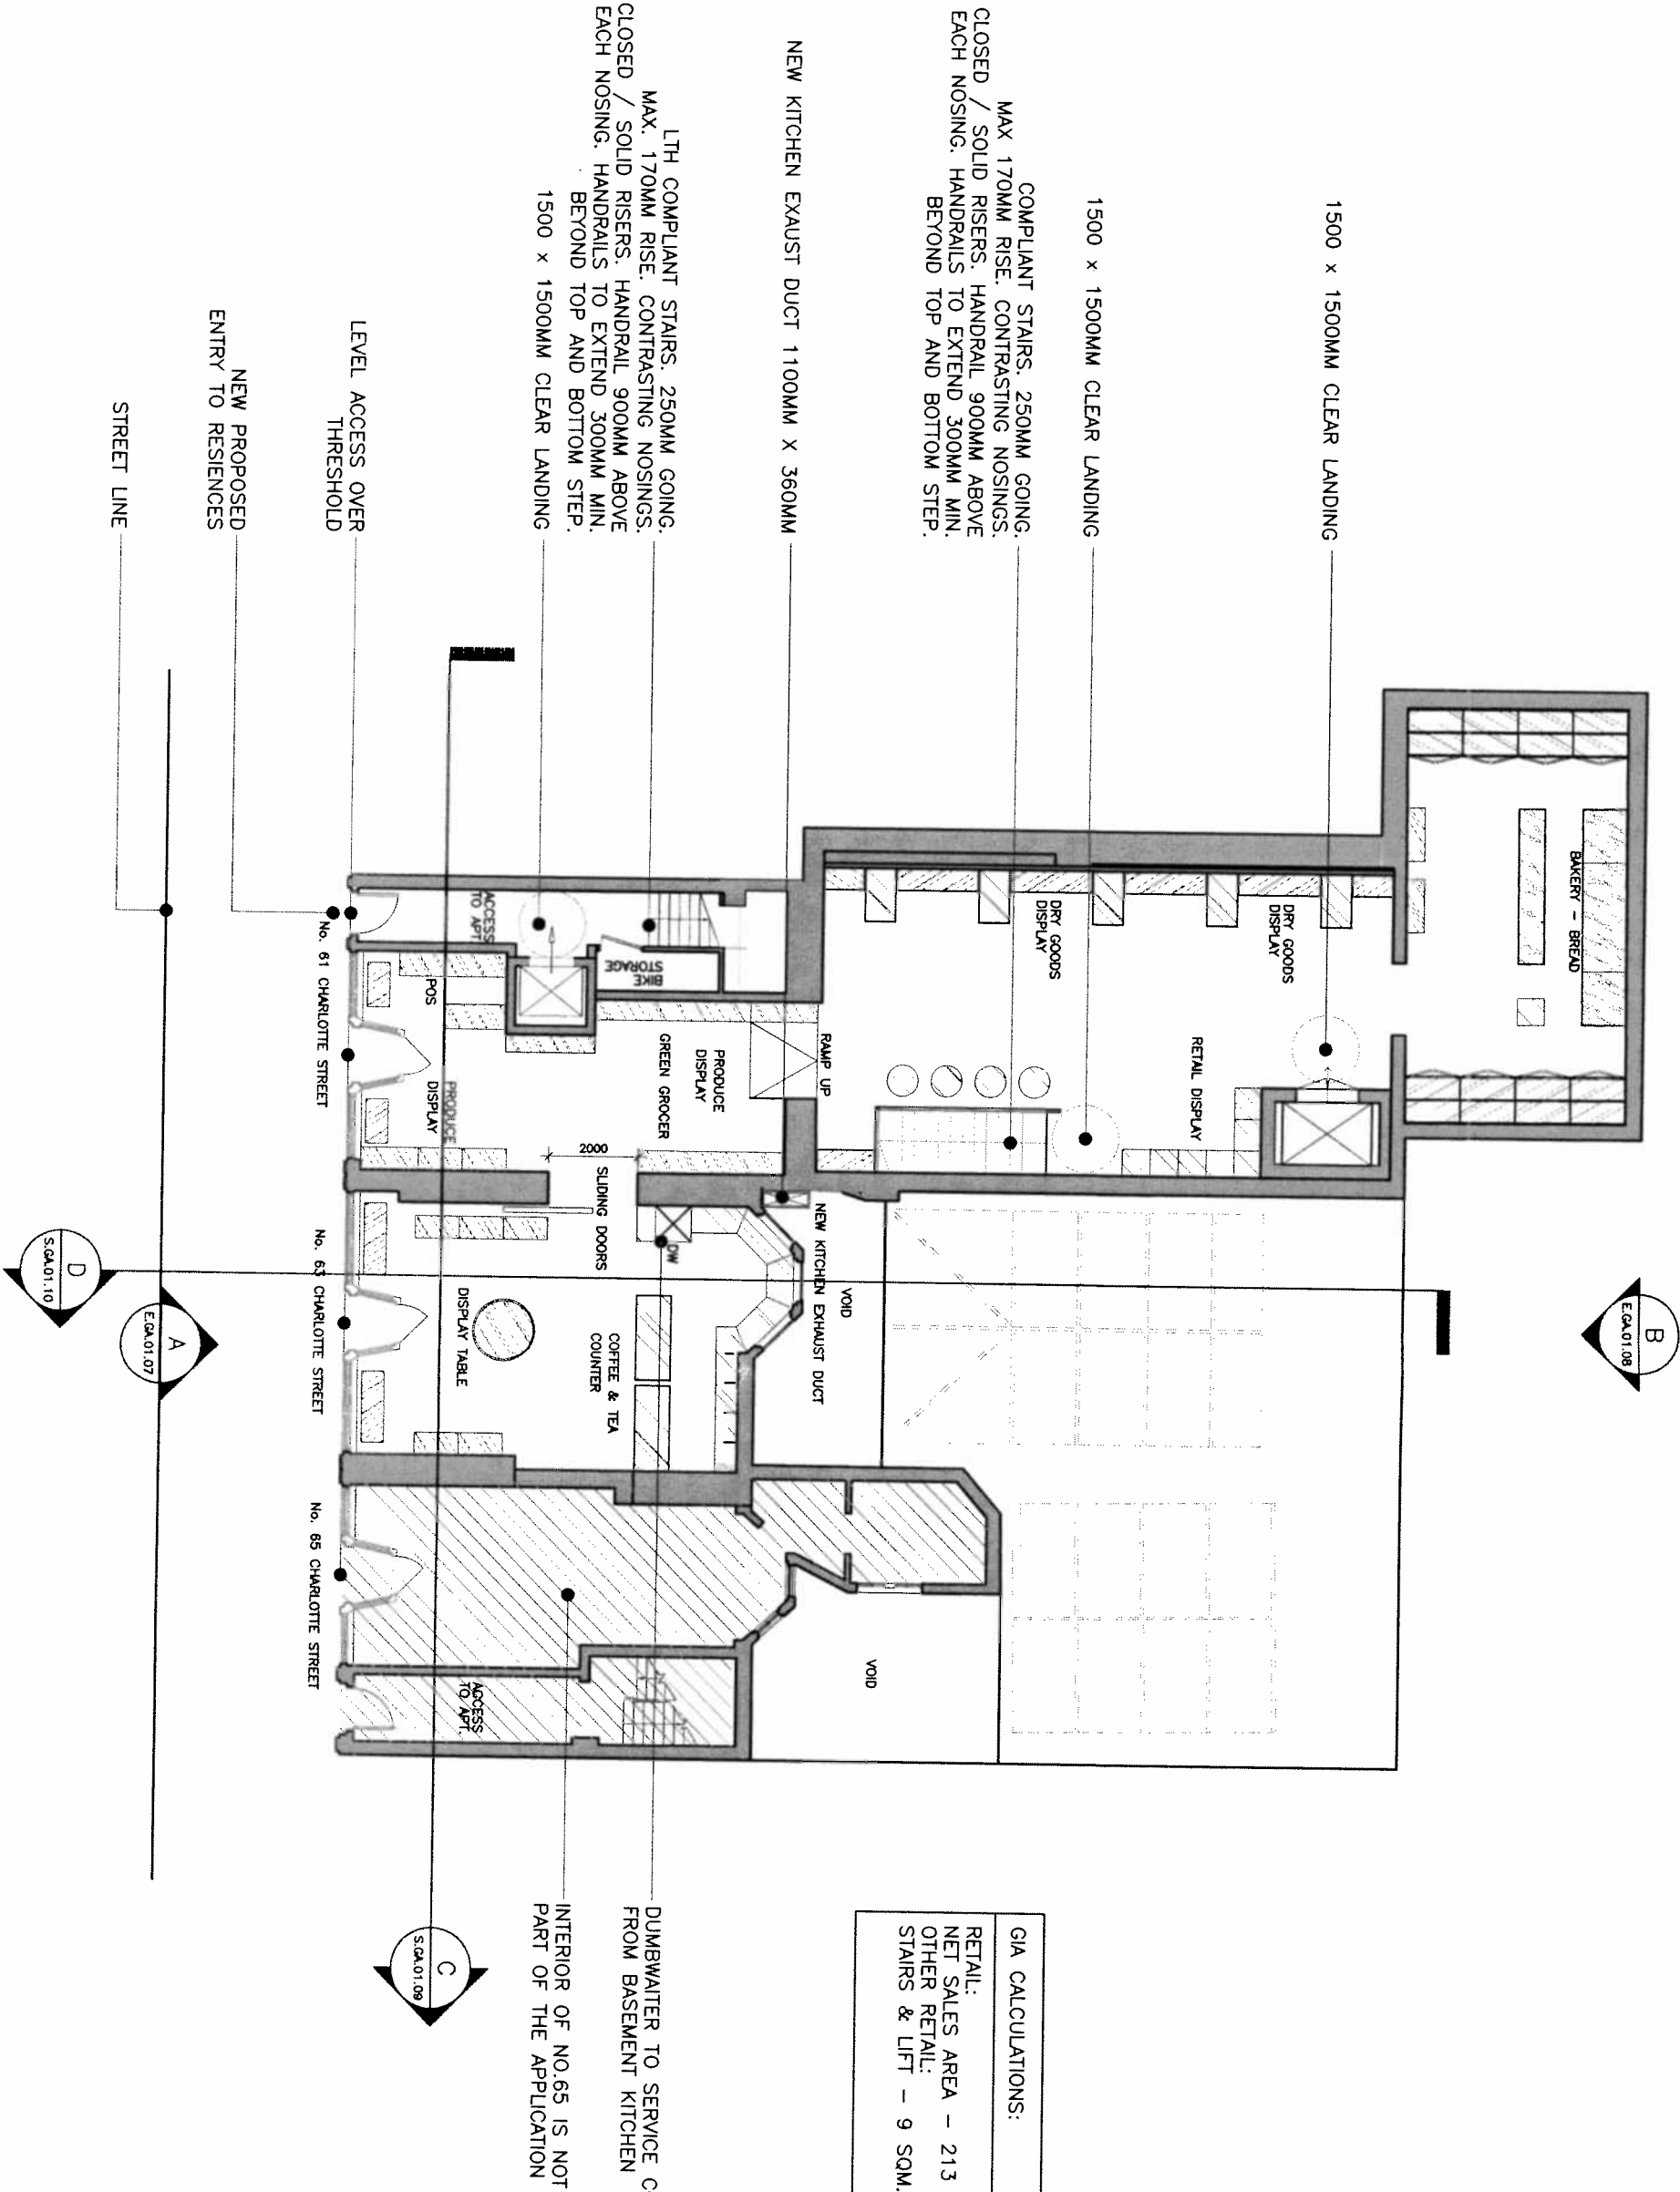 1500 x 1500MM CLEAR LANDING
1500 x 1500MM CLEAR LANDING
COMPLIANT STAIRS. 250MM GOING.
MAX 170MM RISE. CONTRASTING NOSINGS.
CLOSED / SOLID RISERS. HANDRAIL 900MM ABOVE
EACH NOSING. HANDRAILS TO EXTEND 300MM MIN.
BEYOND TOP AND BOTTOM STEP.
NEW KITCHEN EXAUST DUCT 1100MM X 360MM
LTH COMPLIANT STAIRS. 250MM GOING.
MAX. 170MM RISE. CONTRASTING NOSINGS.
CLOSED / SOLID RISERS. HANDRAIL 900MM ABOVE
EACH NOSING. HANDRAILS TO EXTEND 300MM MIN.
BEYOND TOP AND BOTTOM STEP.
1500 x 1500MM CLEAR LANDING
LEVEL ACCESS OVER
THRESHOLD
NEW PROPOSED
ENTRY TO RESIENCES
STREET LINE
BAKERY - BREAD
DRY GOODS
DISPLAY
DRY GOODS
DISPLAY
RETAIL DISPLAY
RAMP UP
PRODUCE
DISPLAY
GREEN GROCER
BIKE
STORAGE
ACCESS
TO APT.
POS
PRODUCE
DISPLAY
2000
SLIDING DOORS
DW
NEW KITCHEN EXHAUST DUCT
VOID
COFFEE & TEA
COUNTER
DISPLAY TABLE
VOID
ACCESS
TO APT.
No. 61 CHARLOTTE STREET
No. 63 CHARLOTTE STREET
No. 65 CHARLOTTE STREET
B
E.GA.01.08
A
E.GA.01.07
D
S.GA.01.10
C
S.GA.01.09
GIA CALCULATIONS:
RETAIL:
NET SALES AREA - 213
OTHER RETAIL:
STAIRS & LIFT - 9 SQM.
DUMBWAITER TO SERVICE C
FROM BASEMENT KITCHEN
INTERIOR OF NO.65 IS NOT
PART OF THE APPLICATION